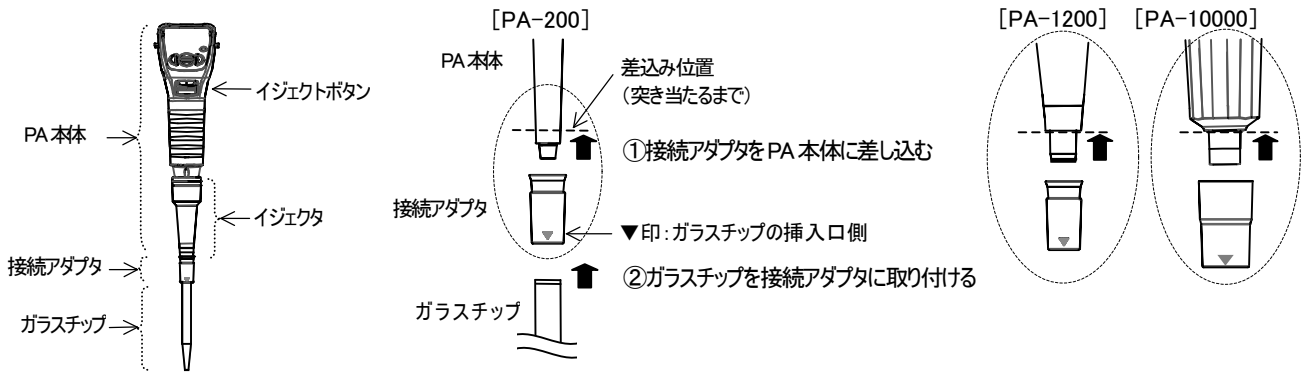 PA本体
イジェクトボタン
イジェクタ
接続アダプタ
ガラスチップ
[PA-200]
PA本体
差込み位置
(突き当たるまで)
①接続アダプタをPA本体に差し込む
接続アダプタ
▼印:ガラスチップの挿入口側
②ガラスチップを接続アダプタに取り付ける
ガラスチップ
[PA-1200]
[PA-10000]